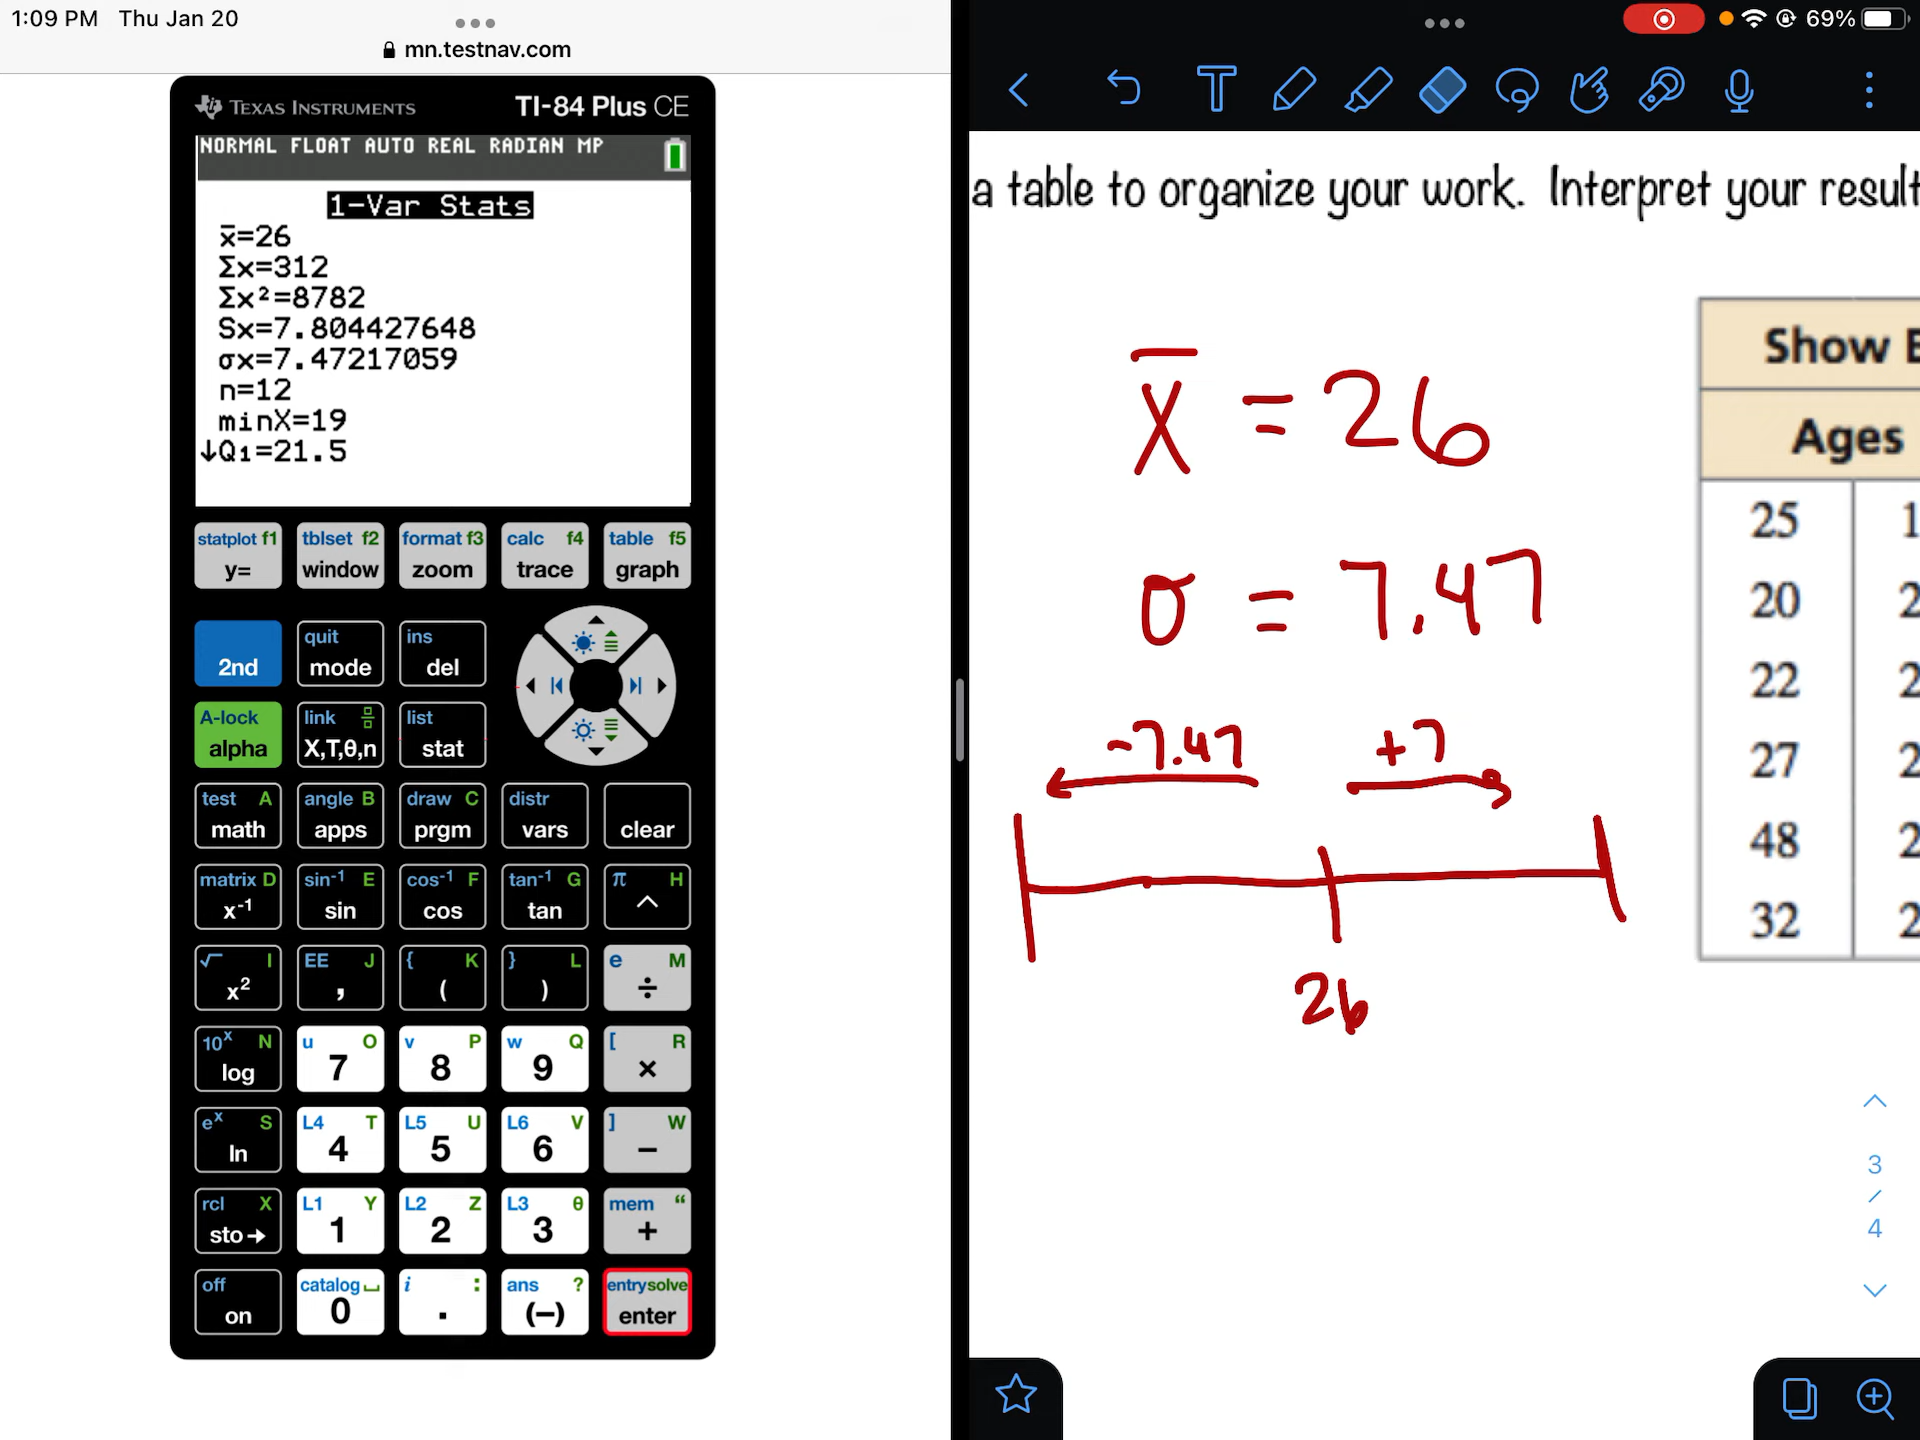 1:09 PM Thu Jan 20
mn.testnav.com
69%
TEXAS INSTRUMENTS TI-84 Plus CE
NORMAL FLOAT AUTO REAL RADIAN MP
1-Var Stats
x̄=26
Σx=312
Σx²=8782
Sx=7.804427648
σx=7.47217059
n=12
minX=19
↓Q₁=21.5
statplot f1 tblset f2 format f3 calc f4 table f5
y= window zoom trace graph
quit ins
2nd mode del
A-lock link list
alpha X,T,θ,n stat
test A angle B draw C distr
math apps prgm vars clear
matrix D sin⁻¹ E cos⁻¹ F tan⁻¹ G π H
x⁻¹ sin cos tan ^
√ I EE J { K } L e M
x² , ( ) ÷
10ˣ N u O v P w Q [ R
log 7 8 9 ×
eˣ S L4 T L5 U L6 V ] W
ln 4 5 6 −
rcl X L1 Y L2 Z L3 θ mem “
sto→ 1 2 3 +
off catalog ⎵ i : ans ? entry solve
on 0 . (−) enter
T
a table to organize your work. Interpret your result
x̄ = 26
σ = 7.47
-7.47 +7
26
Show E
Ages
25 1
20 2
22 2
27 2
48 2
32 2
3
/
4